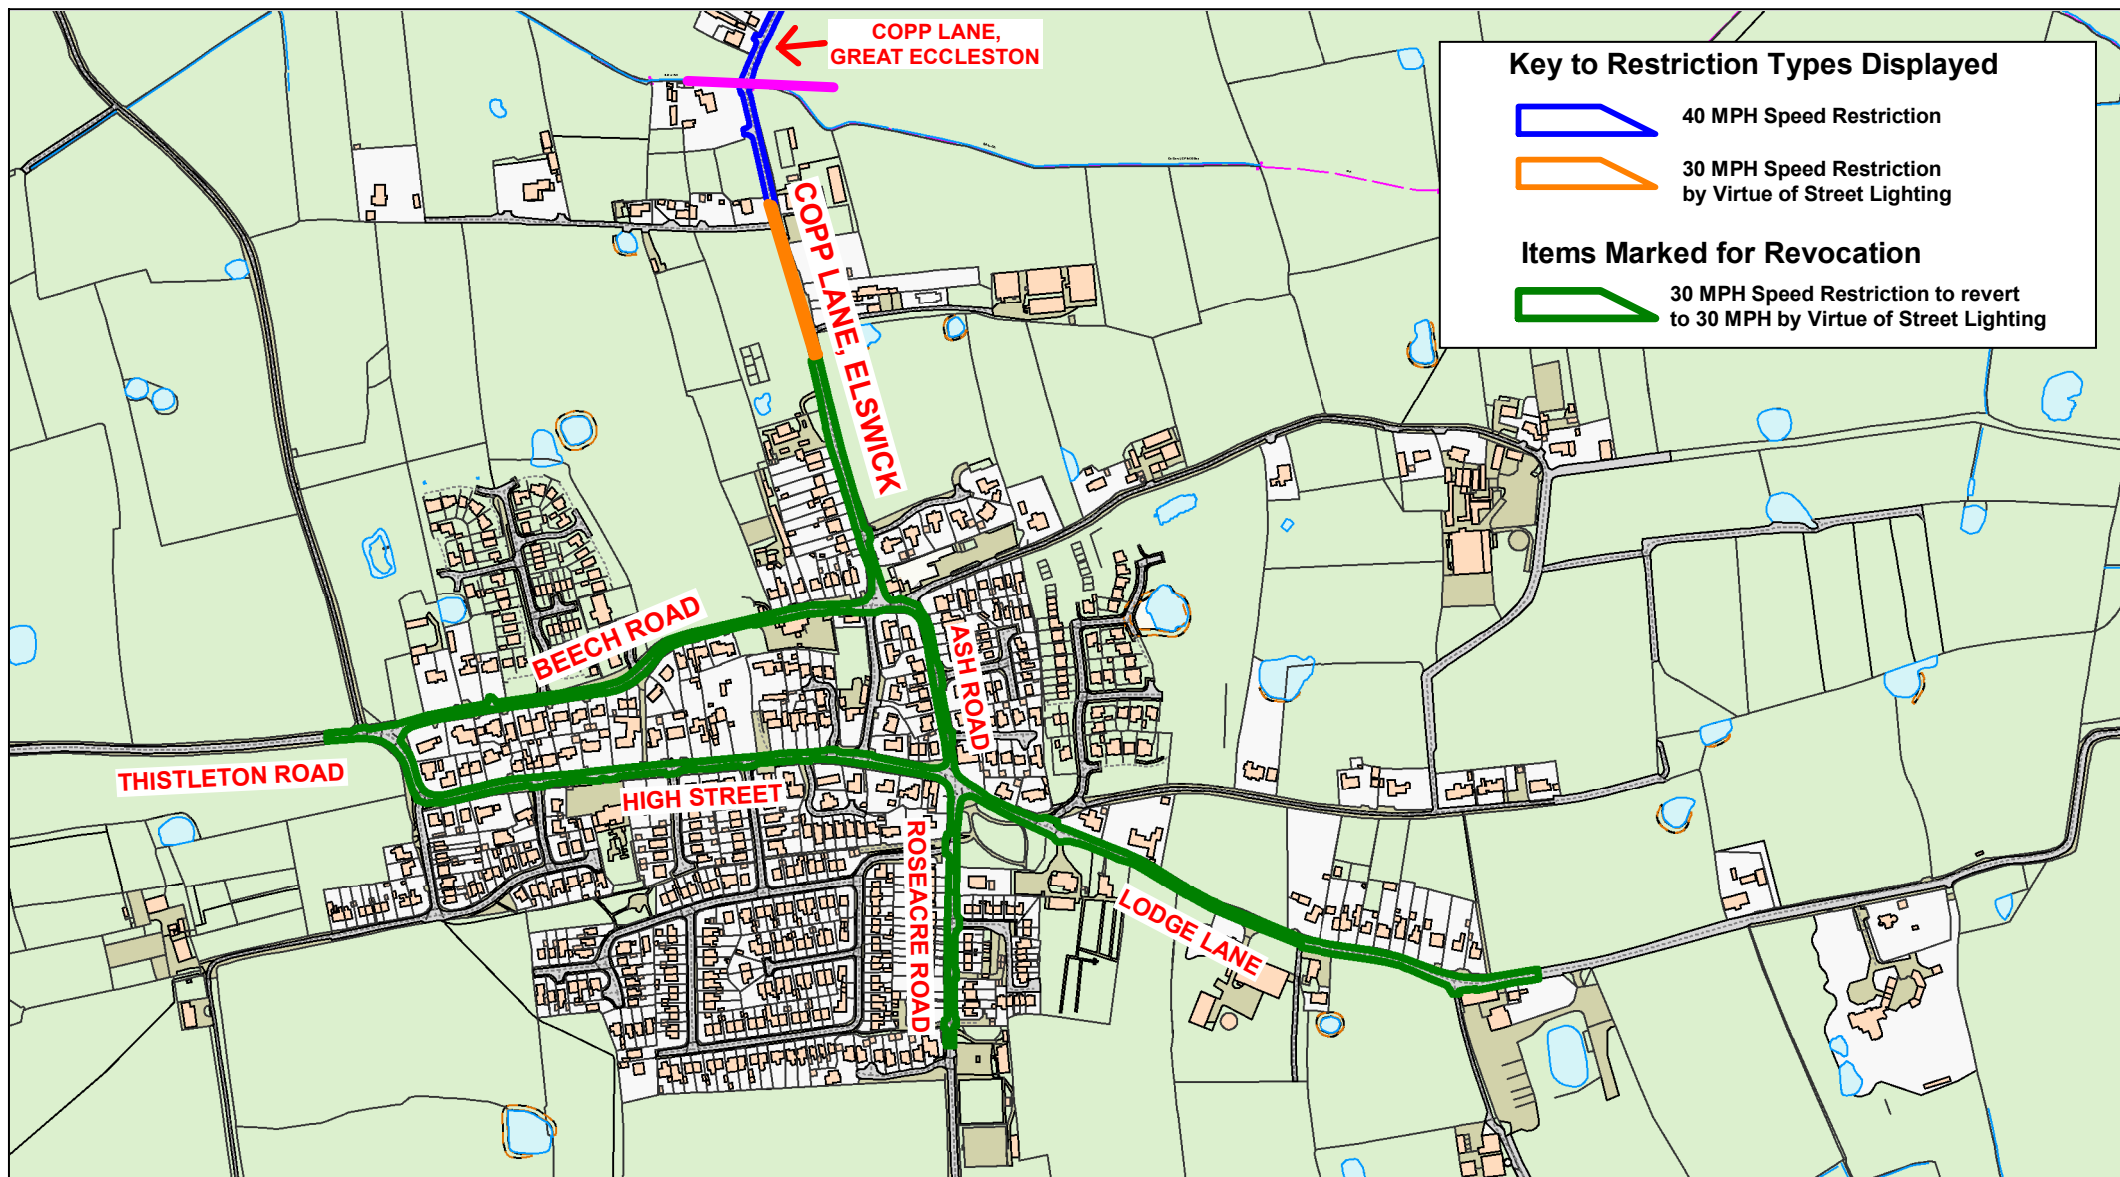 COPP LANE,
GREAT ECCLESTON
Key to Restriction Types Displayed
40 MPH Speed Restriction
30 MPH Speed Restriction
by Virtue of Street Lighting
Items Marked for Revocation
30 MPH Speed Restriction to revert
to 30 MPH by Virtue of Street Lighting
COPP LANE, ELSWICK
BEECH ROAD
ASH ROAD
THISTLETON ROAD
HIGH STREET
ROSEACRE ROAD
LODGE LANE